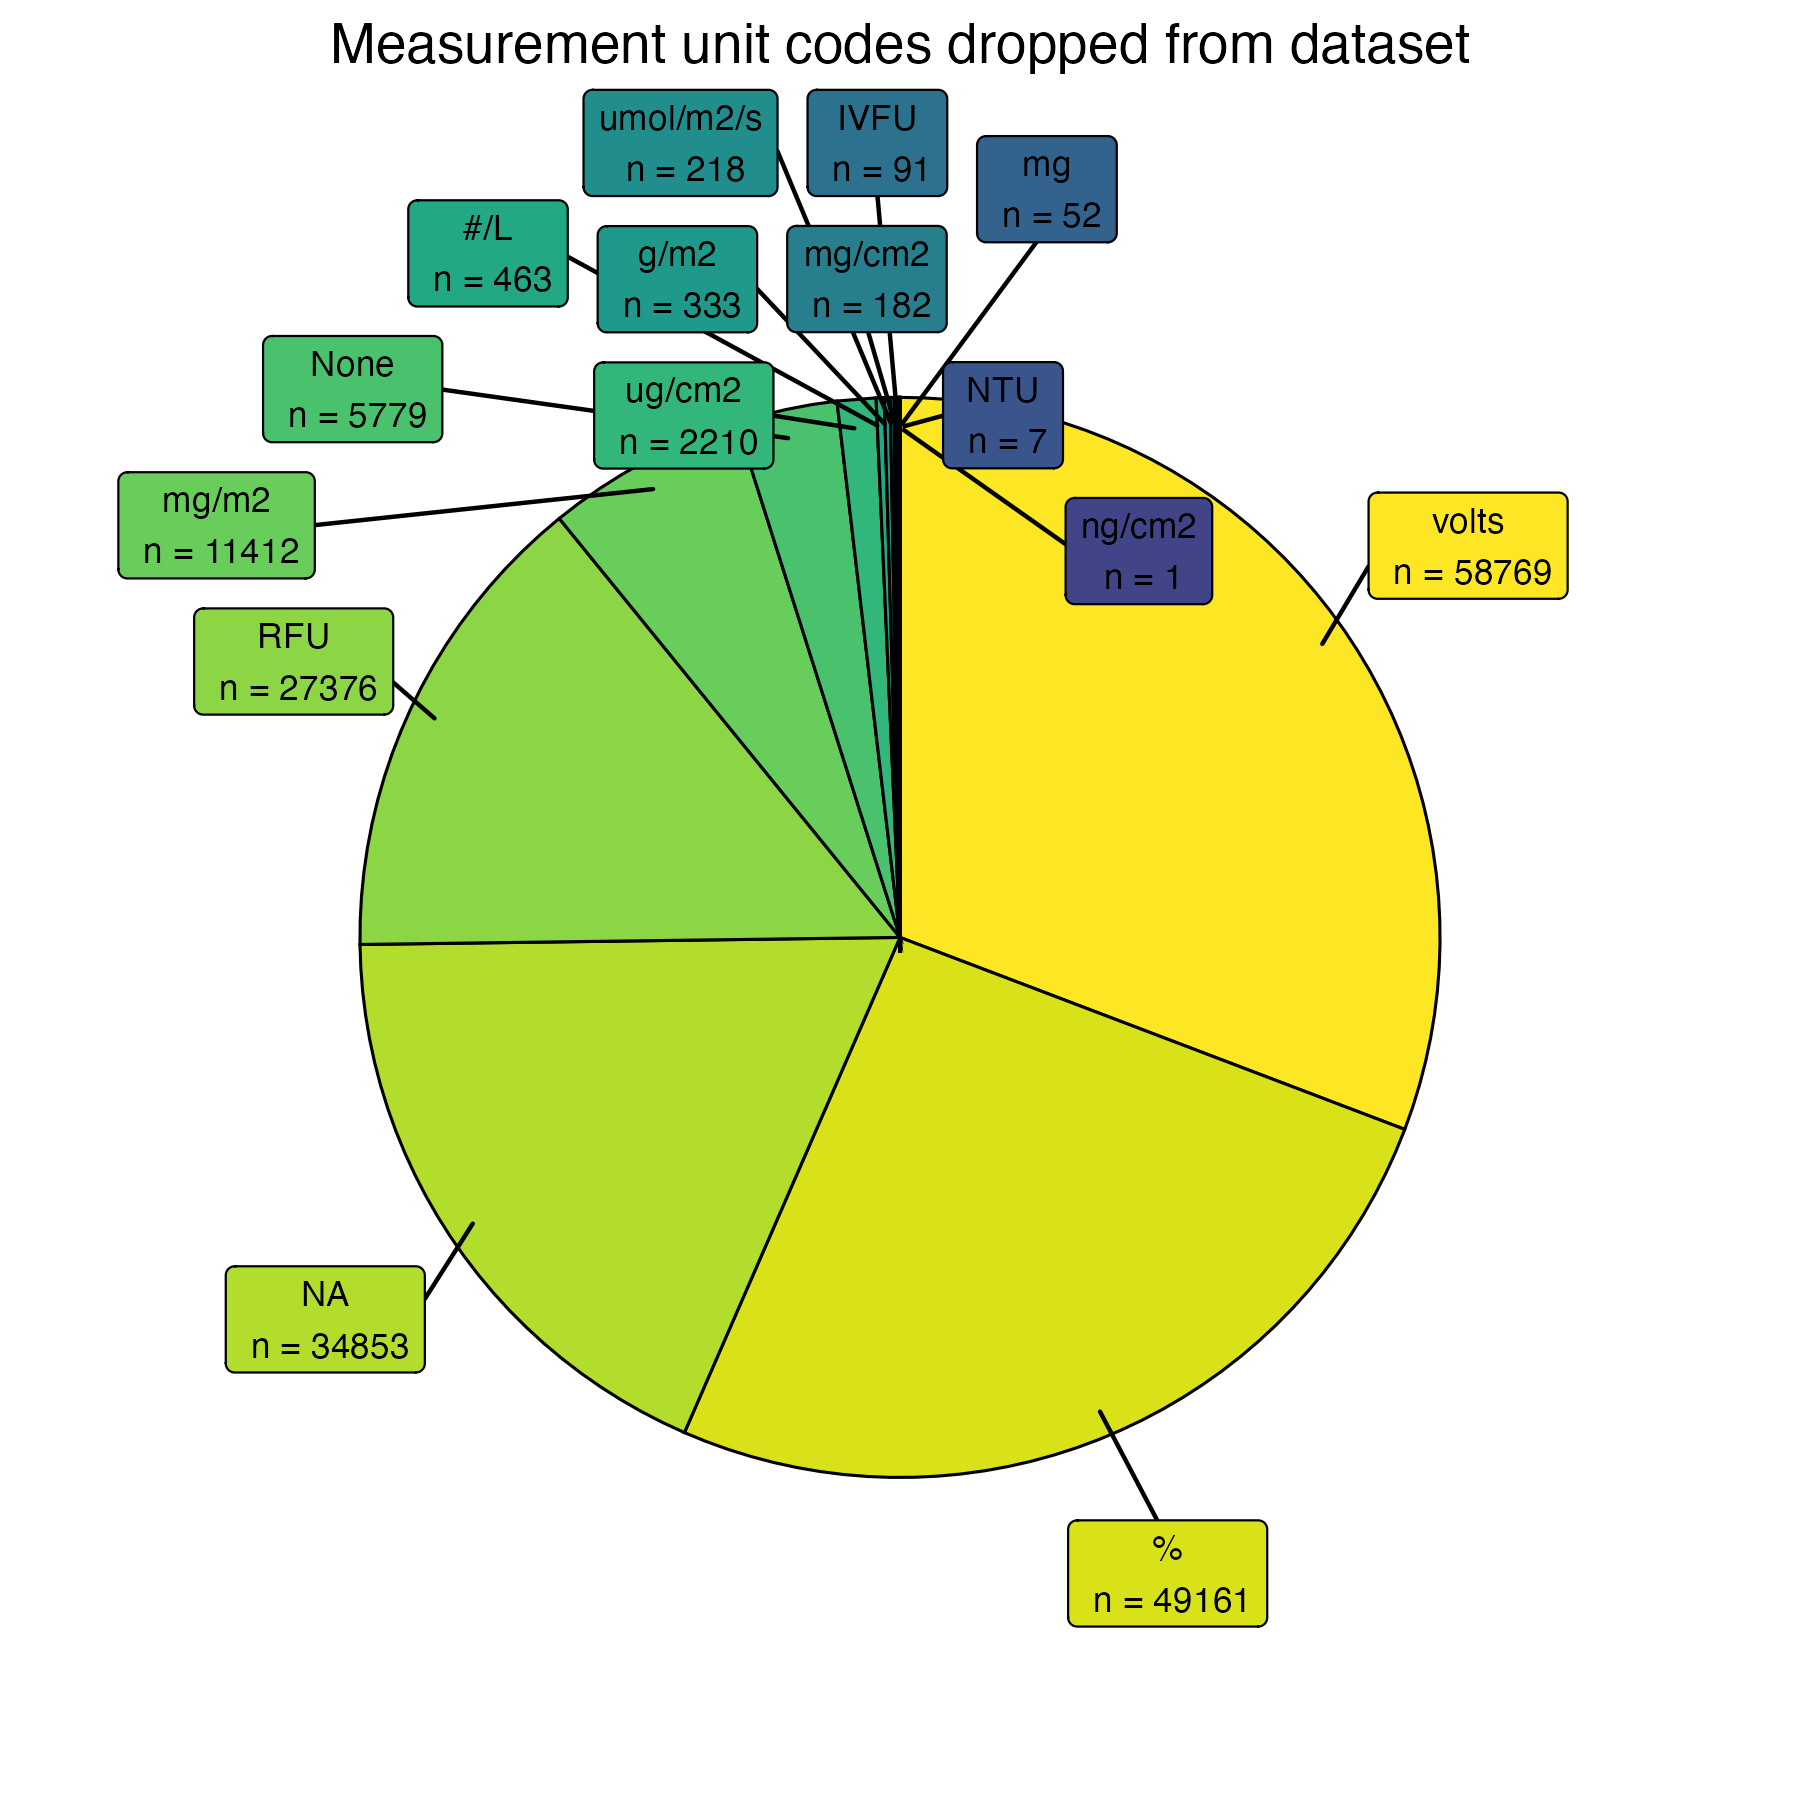 Measurement unit codes dropped from dataset
umol/m2/s
n = 218
IVFU
n = 91
mg
n = 52
#/L
n = 463
g/m2
n = 333
mg/cm2
n = 182
None
n = 5779
ug/cm2
n = 2210
NTU
n = 7
mg/m2
n = 11412
ng/cm2
n = 1
volts
n = 58769
RFU
n = 27376
NA
n = 34853
%
n = 49161